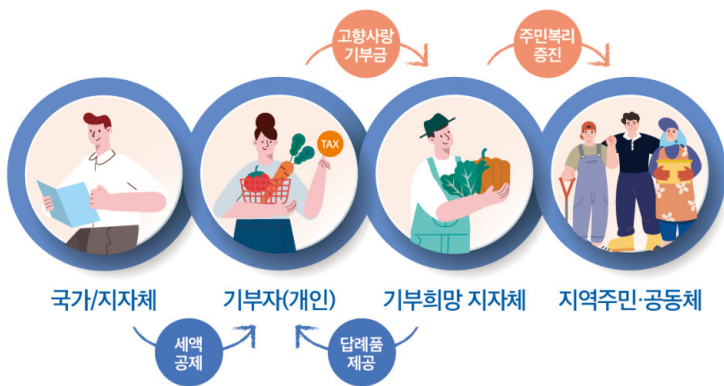 고향사랑
기부금
주민복리
증진
TAX
국가/지자체
기부자(개인)
기부희망 지자체
지역주민·공동체
세액
공제
답례품
제공